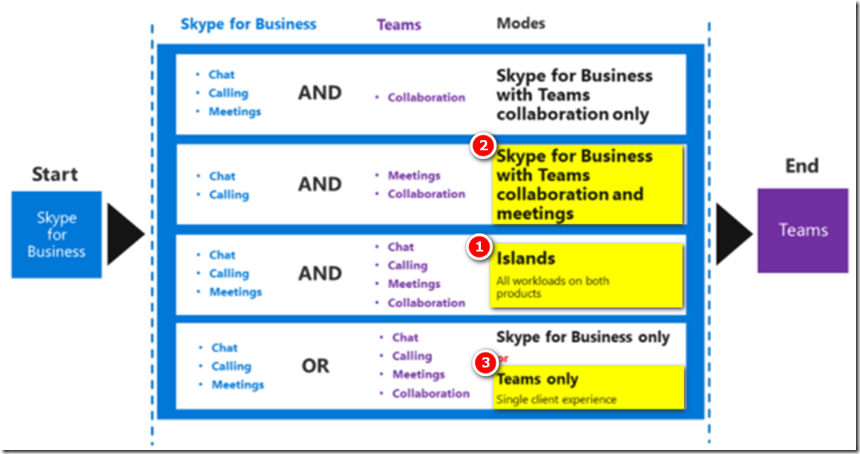 Skype for Business
Teams
Modes
• Chat
• Calling
• Meetings
AND
• Collaboration
Skype for Business
with Teams
collaboration only
2
• Chat
• Calling
AND
• Meetings
• Collaboration
Skype for Business
with Teams
collaboration and
meetings
Start
Skype
for
Business
End
Teams
1
• Chat
• Calling
• Meetings
AND
• Chat
• Calling
• Meetings
• Collaboration
Islands
All workloads on both
products
• Chat
• Calling
• Meetings
OR
• Chat
• Calling
• Meetings
• Collaboration
Skype for Business only
or
3
Teams only
Single client experience